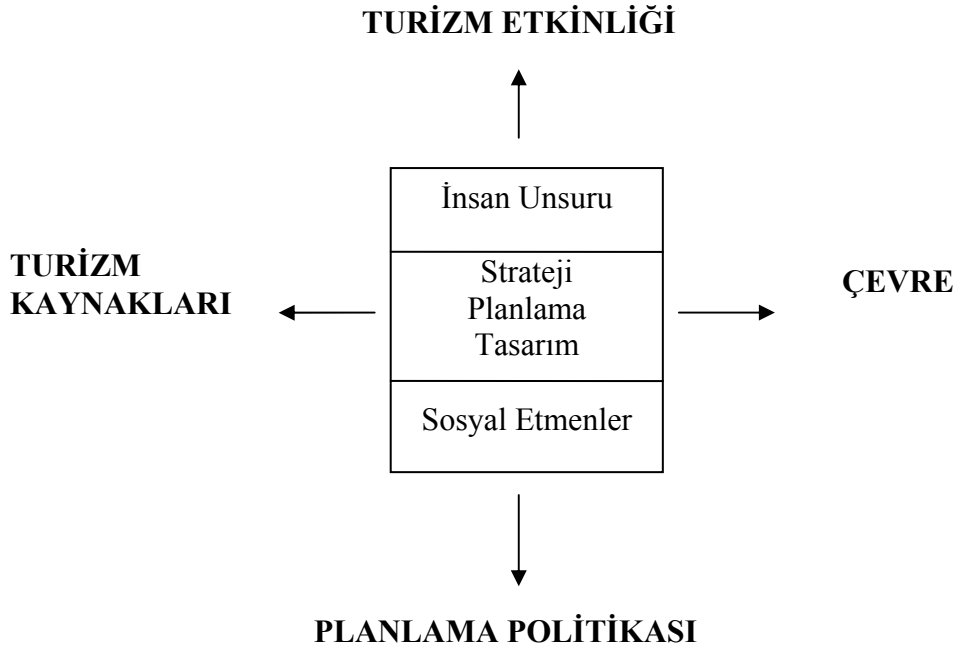 TURİZM ETKİNLİĞİ
İnsan Unsuru
TURİZM
KAYNAKLARI
Strateji
Planlama
Tasarım
ÇEVRE
Sosyal Etmenler
PLANLAMA POLİTİKASI